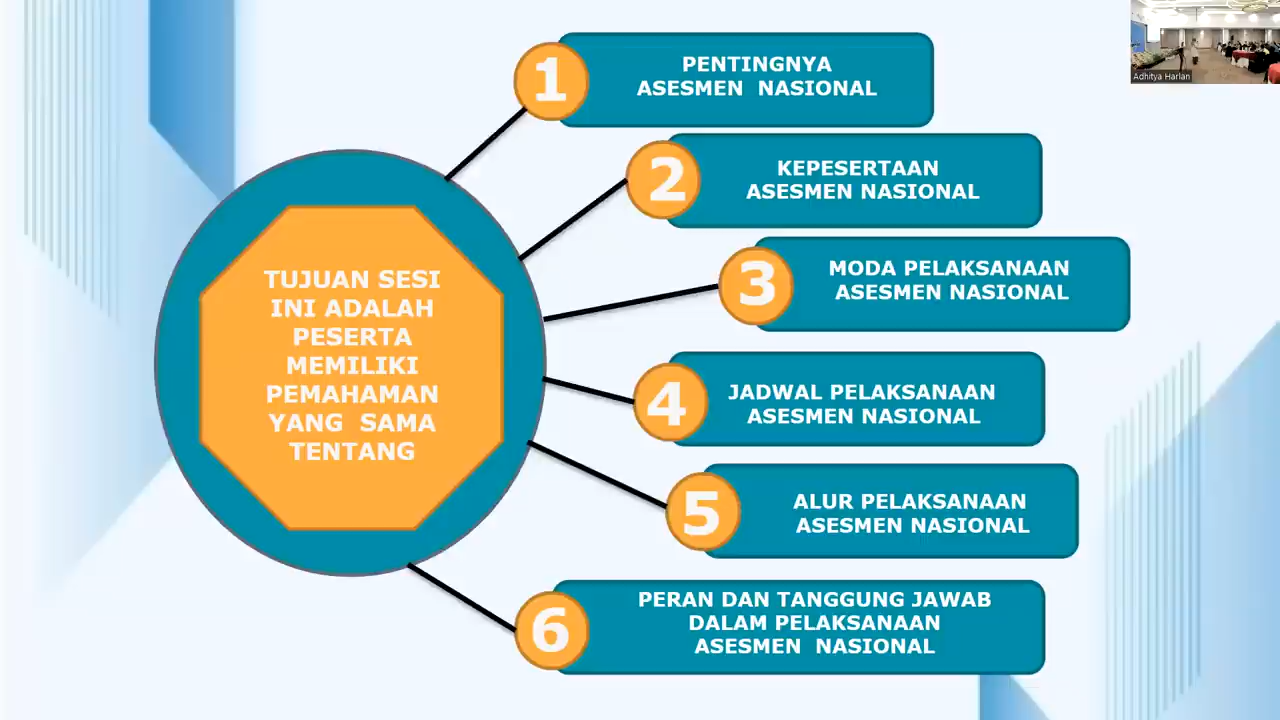 TUJUAN SESI
INI ADALAH
PESERTA
MEMILIKI
PEMAHAMAN
YANG SAMA
TENTANG
1
PENTINGNYA
ASESMEN NASIONAL
2
KEPESERTAAN
ASESMEN NASIONAL
3
MODA PELAKSANAAN
ASESMEN NASIONAL
4
JADWAL PELAKSANAAN
ASESMEN NASIONAL
5
ALUR PELAKSANAAN
ASESMEN NASIONAL
6
PERAN DAN TANGGUNG JAWAB
DALAM PELAKSANAAN
ASESMEN NASIONAL
Adhitya Harlan